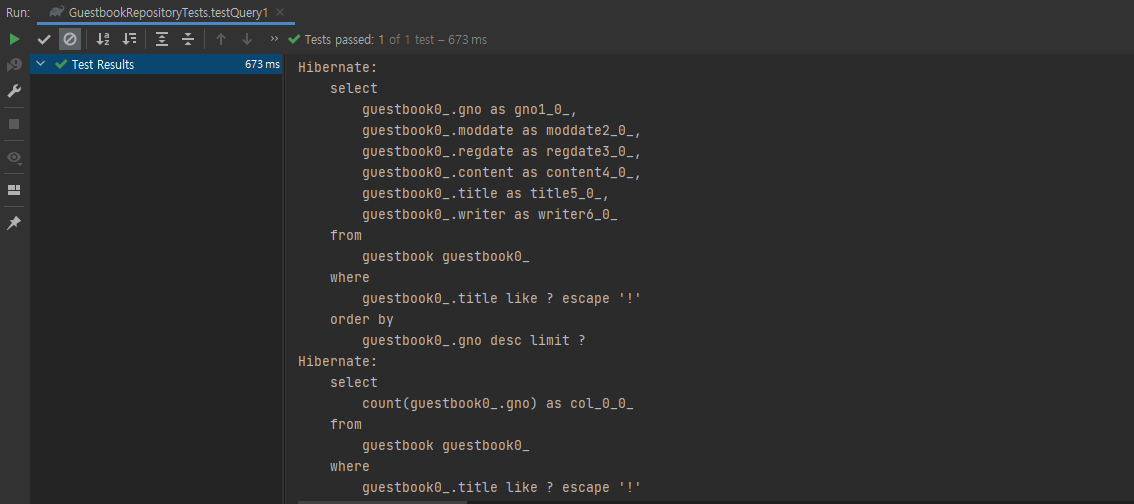 Run: GuestbookRepositoryTests.testQuery1
Tests passed: 1 of 1 test – 673 ms
Test Results 673 ms
Hibernate:
    select
        guestbook0_.gno as gno1_0_,
        guestbook0_.moddate as moddate2_0_,
        guestbook0_.regdate as regdate3_0_,
        guestbook0_.content as content4_0_,
        guestbook0_.title as title5_0_,
        guestbook0_.writer as writer6_0_
    from
        guestbook guestbook0_
    where
        guestbook0_.title like ? escape '!'
    order by
        guestbook0_.gno desc limit ?
Hibernate:
    select
        count(guestbook0_.gno) as col_0_0_
    from
        guestbook guestbook0_
    where
        guestbook0_.title like ? escape '!'